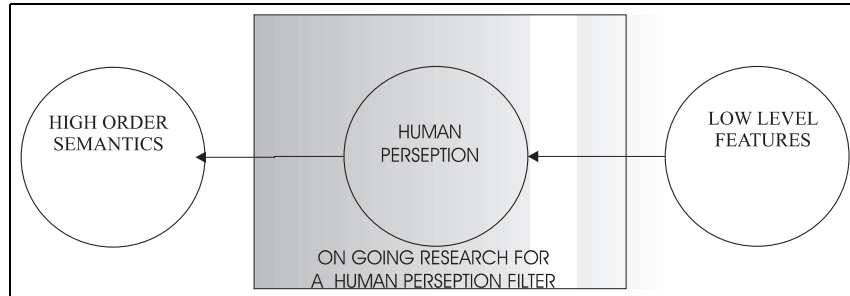 HIGH ORDER
SEMANTICS
HUMAN
PERSEPTION
LOW LEVEL
FEATURES
ON GOING RESEARCH FOR
A HUMAN PERSEPTION FILTER